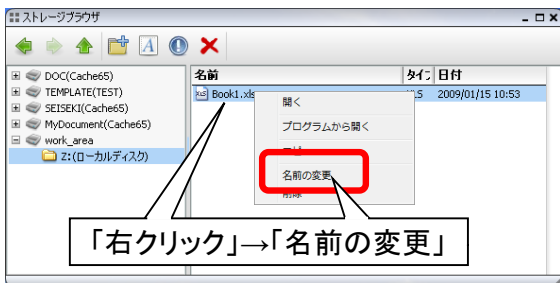 ストレージブラウザ
DOC(Cache65)
TEMPLATE(TEST)
SEISEKI(Cache65)
MyDocument(Cache65)
work_area
Z:(ローカルディスク)
名前 日付
Book1.xls 2009/01/15 10:53
開く
プログラムから開く
名前の変更
削除
「右クリック」→「名前の変更」